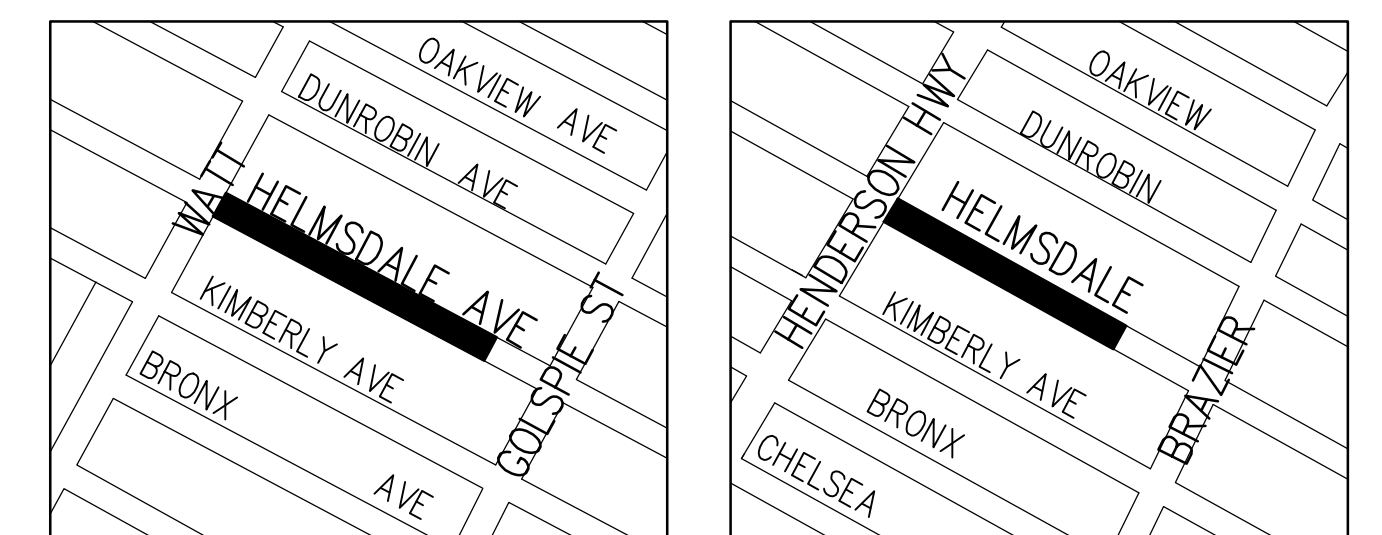 OAKVIEW AVE
DUNROBIN AVE
WATT
HELMSDALE AVE
KIMBERLY AVE
GOLSPIE ST
BRONX AVE
OAKVIEW
HENDERSON HWY
DUNROBIN
HELMSDALE
KIMBERLY AVE
BRAZIER
BRONX
CHELSEA